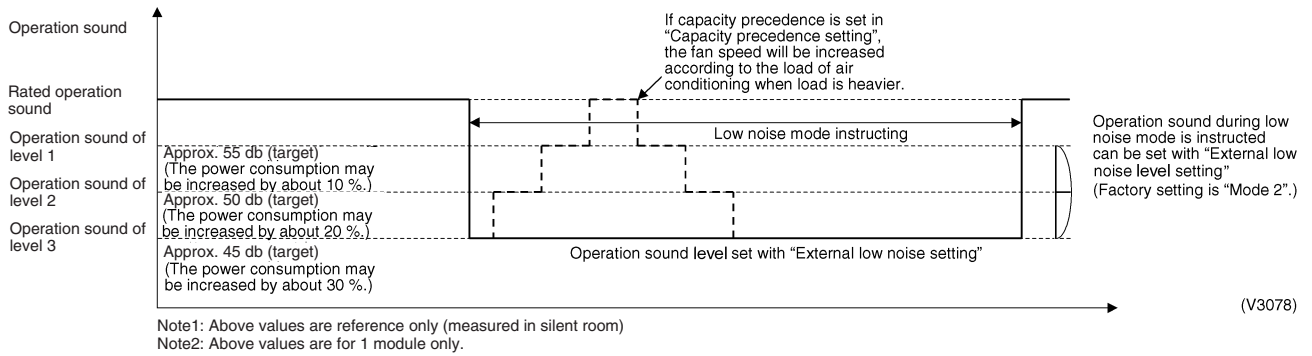 Operation sound
If capacity precedence is set in
"Capacity precedence setting",
the fan speed will be increased
according to the load of air
conditioning when load is heavier.
Rated operation
sound
Low noise mode instructing
Operation sound during low
noise mode is instructed
can be set with "External low
noise level setting"
(Factory setting is "Mode 2".)
Operation sound of
level 1
Approx. 55 db (target)
(The power consumption may
be increased by about 10 %.)
Operation sound of
level 2
Approx. 50 db (target)
(The power consumption may
be increased by about 20 %.)
Operation sound of
level 3
Approx. 45 db (target)
(The power consumption may
be increased by about 30 %.)
Operation sound level set with "External low noise setting"
(V3078)
Note1: Above values are reference only (measured in silent room)
Note2: Above values are for 1 module only.